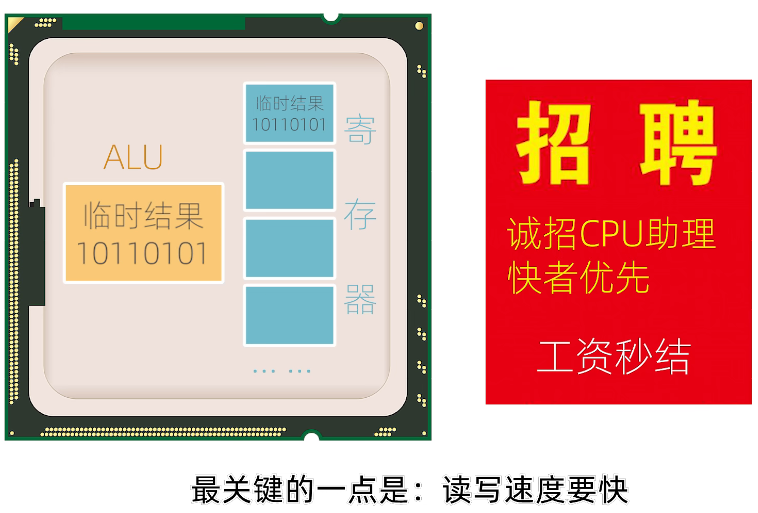 ALU
临时结果
10110101
临时结果
10110101
寄
存
器
… …
招 聘
诚招CPU助理
快者优先
工资秒结
最关键的一点是：读写速度要快